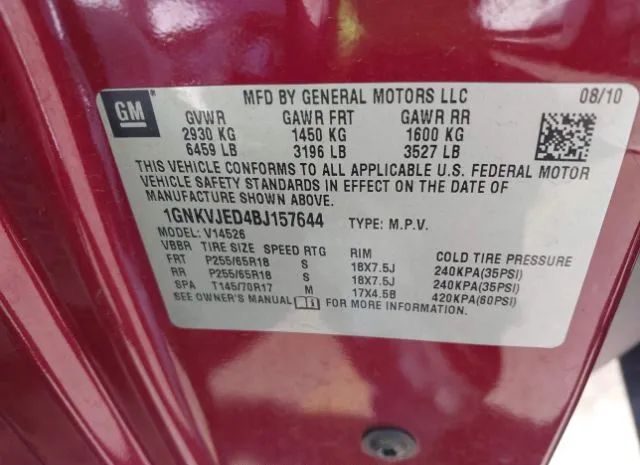 GM
MFD BY GENERAL MOTORS LLC 08/10
GVWR GAWR FRT GAWR RR
2930 KG 1450 KG 1600 KG
6459 LB 3196 LB 3527 LB
THIS VEHICLE CONFORMS TO ALL APPLICABLE U.S. FEDERAL MOTOR
VEHICLE SAFETY STANDARDS IN EFFECT ON THE DATE OF
MANUFACTURE SHOWN ABOVE.
1GNKVJED4BJ157644 TYPE: M.P.V.
MODEL: V14526
VBBR TIRE SIZE SPEED RTG RIM COLD TIRE PRESSURE
FRT P255/65R18 S 18X7.5J 240KPA(35PSI)
RR P255/65R18 S 18X7.5J 240KPA(35PSI)
SPA T145/70R17 M 17X4.5B 420KPA(60PSI)
SEE OWNER'S MANUAL FOR MORE INFORMATION.